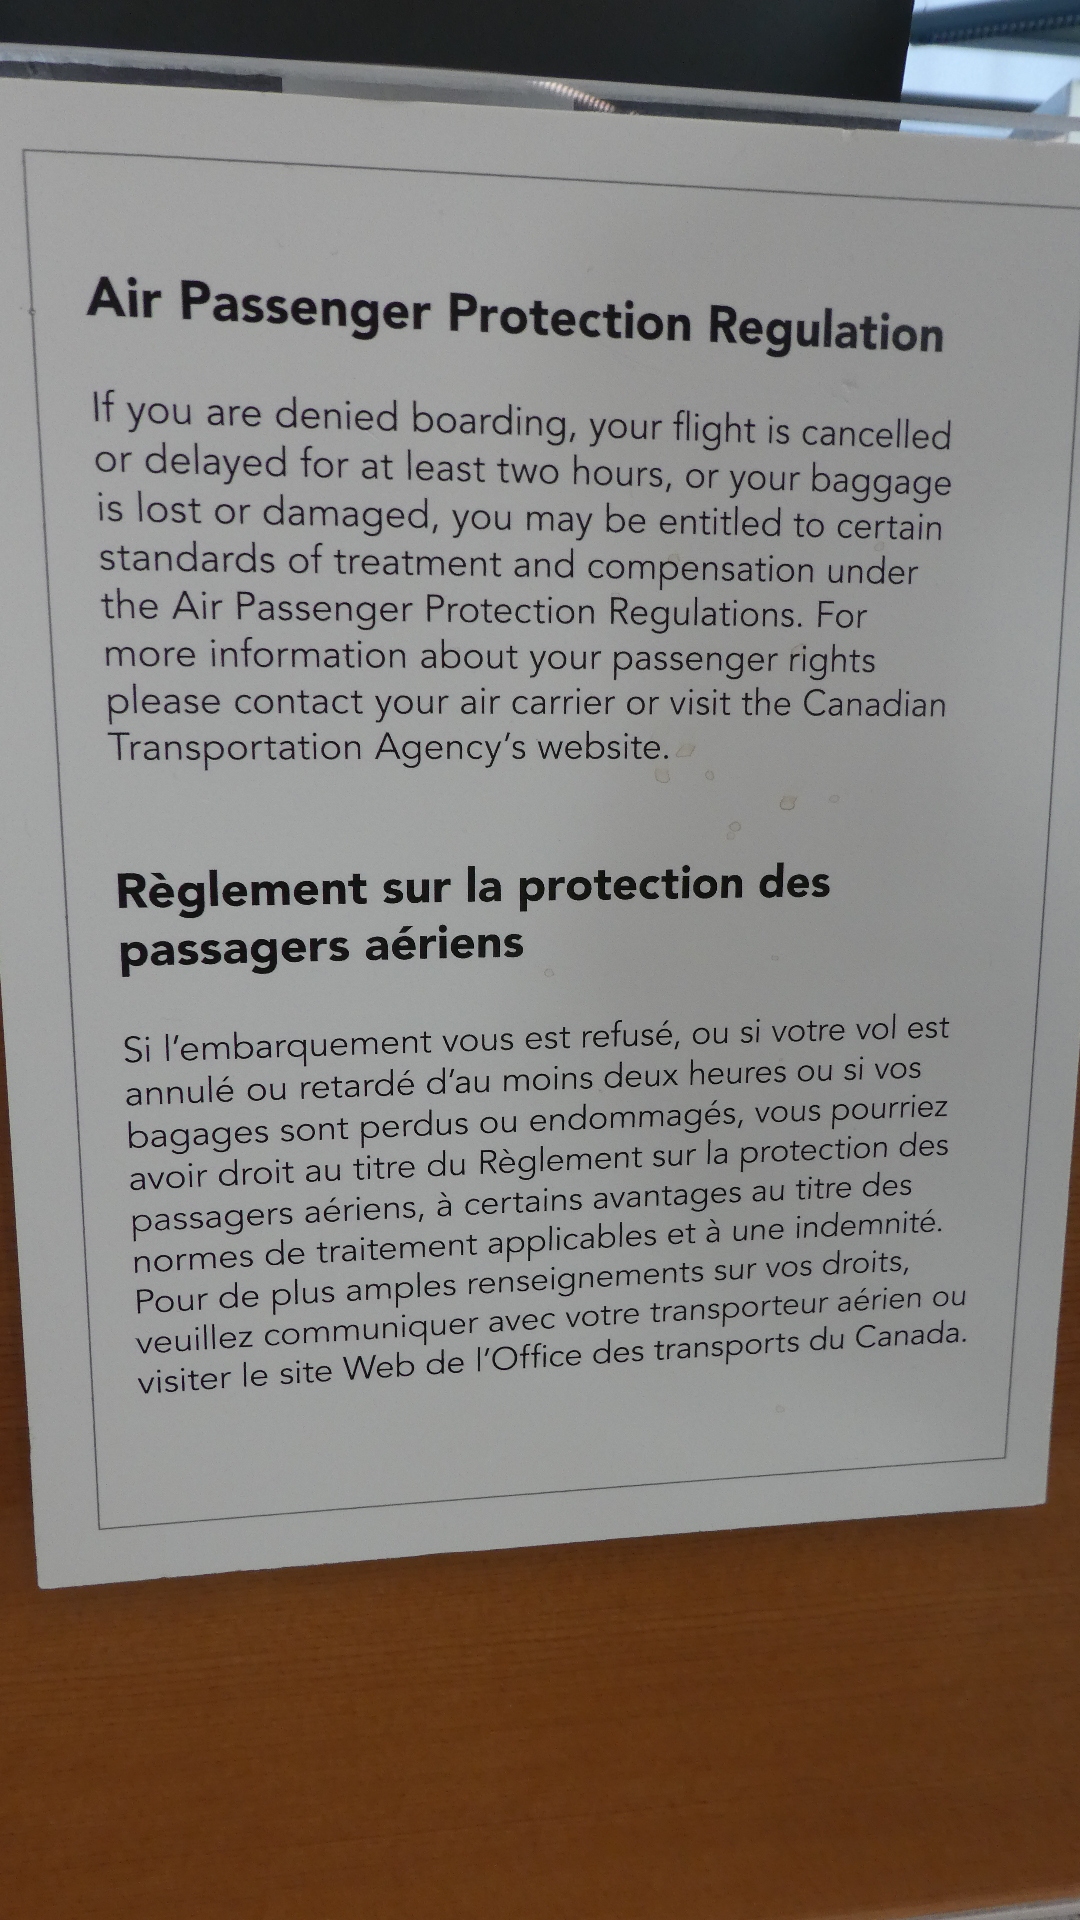 Air Passenger Protection Regulation
If you are denied boarding, your flight is cancelled
or delayed for at least two hours, or your baggage
is lost or damaged, you may be entitled to certain
standards of treatment and compensation under
the Air Passenger Protection Regulations. For
more information about your passenger rights
please contact your air carrier or visit the Canadian
Transportation Agency's website.
Règlement sur la protection des
passagers aériens
Si l'embarquement vous est refusé, ou si votre vol est
annulé ou retardé d'au moins deux heures ou si vos
bagages sont perdus ou endommagés, vous pourriez
avoir droit au titre du Règlement sur la protection des
passagers aériens, à certains avantages au titre des
normes de traitement applicables et à une indemnité.
Pour de plus amples renseignements sur vos droits,
veuillez communiquer avec votre transporteur aérien ou
visiter le site Web de l'Office des transports du Canada.